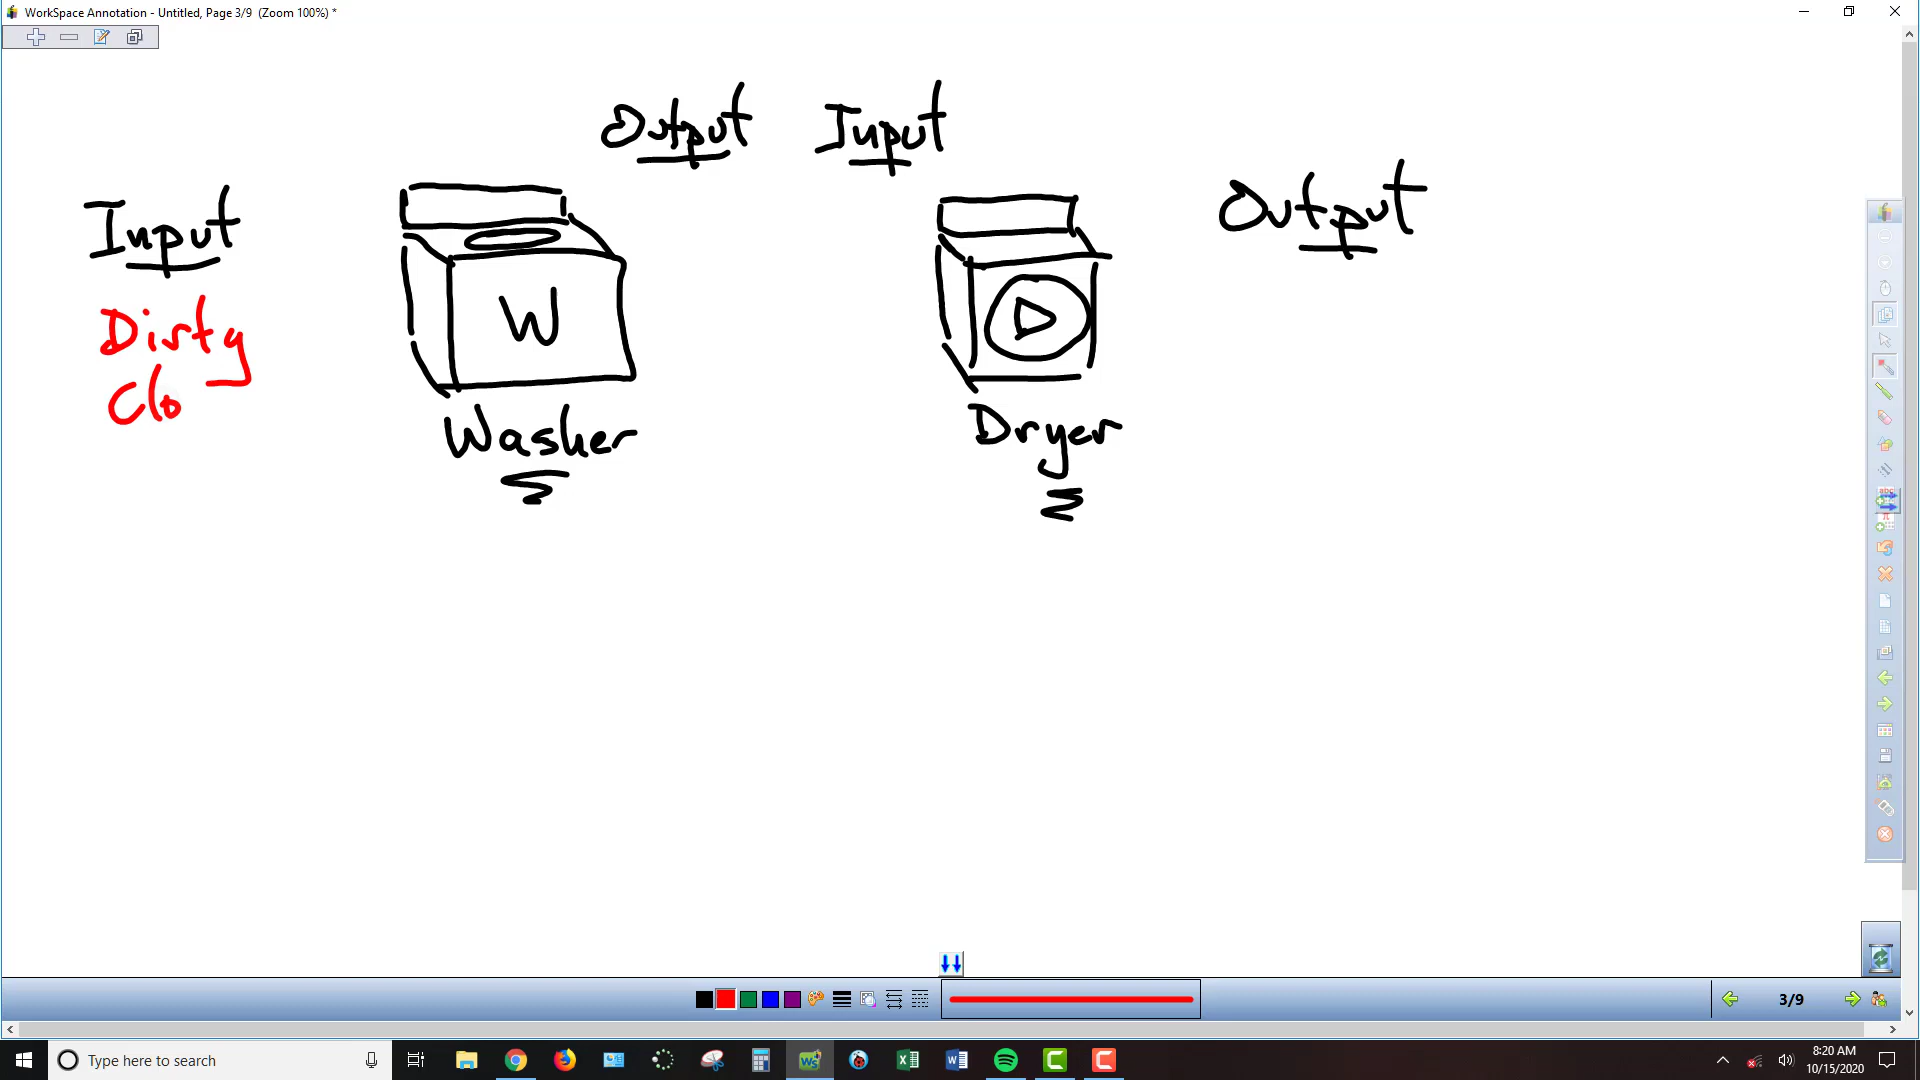 WorkSpace Annotation - Untitled, Page 3/9 (Zoom 100%) *
Output Input
Input
Output
Dirty
Clo
W
D
Washer
Dryer
3/9
Type here to search
8:20 AM
10/15/2020